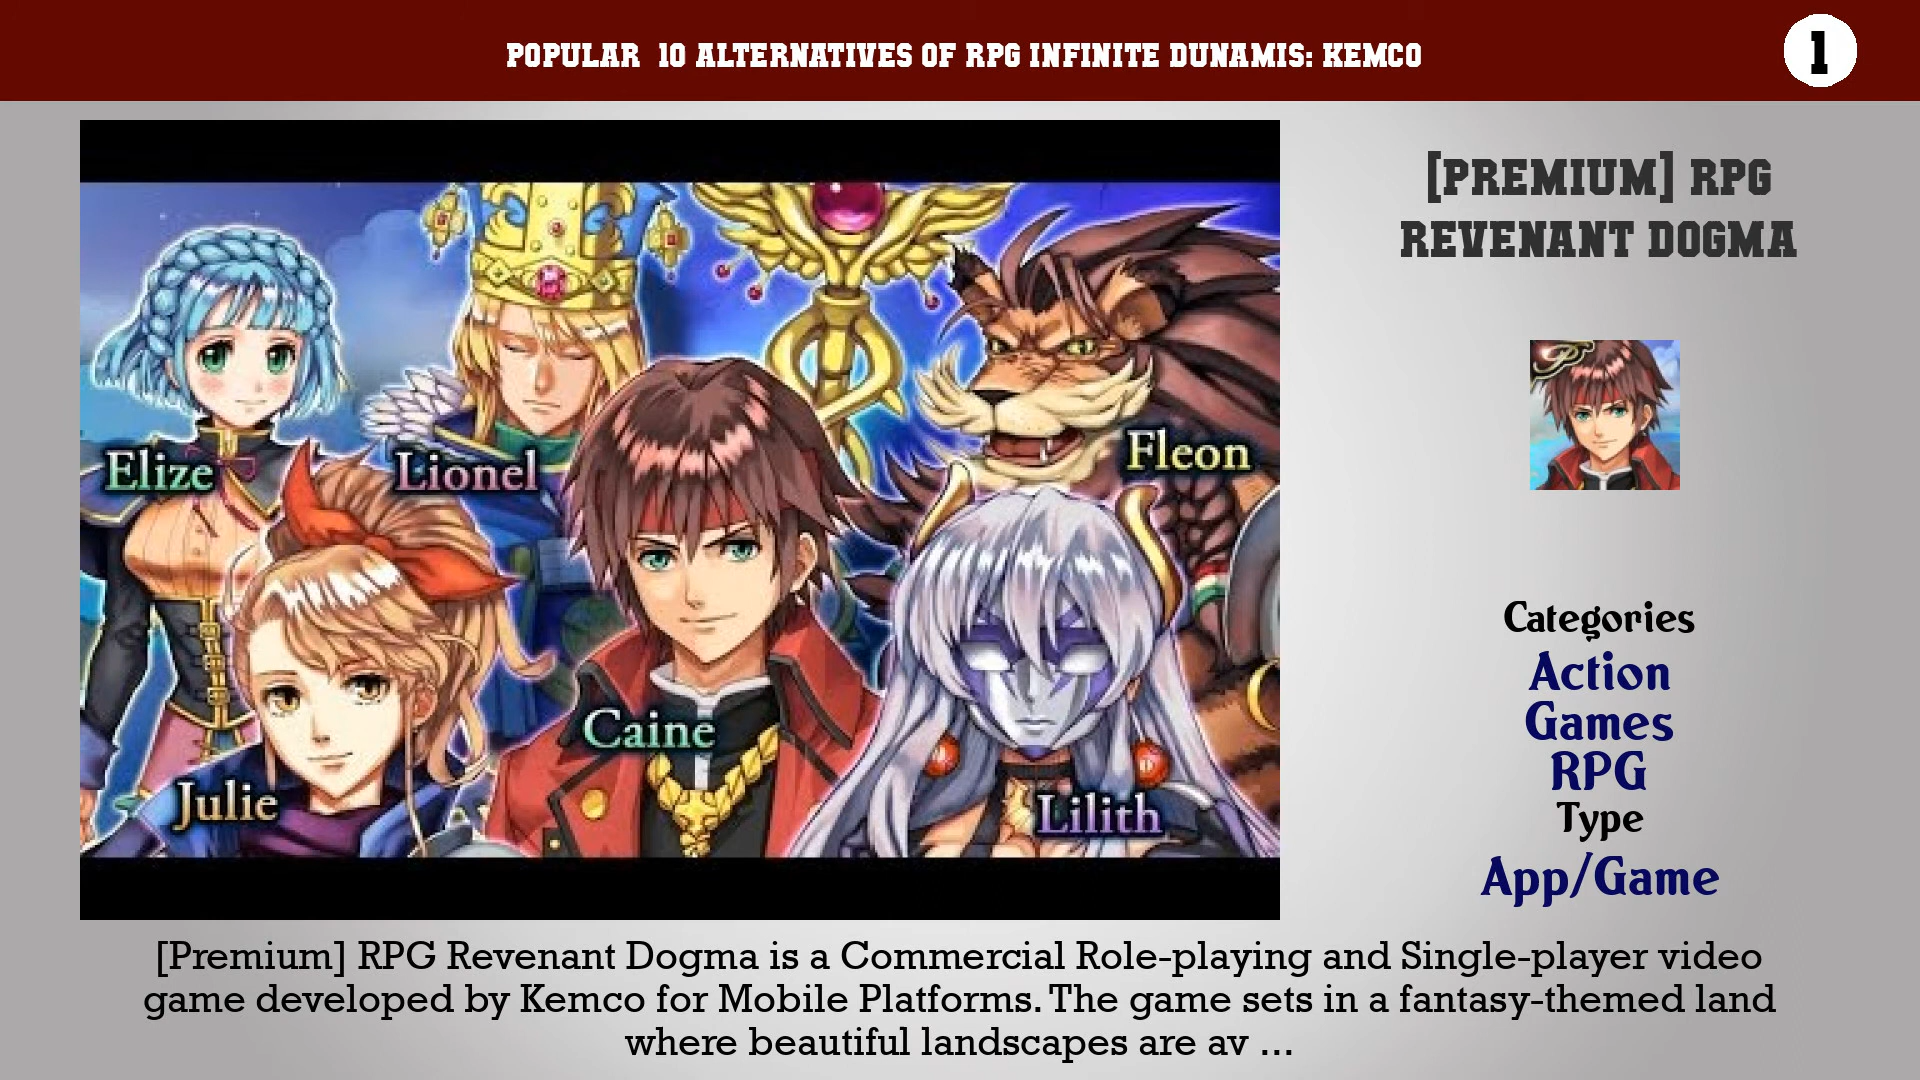 POPULAR 10 ALTERNATIVES OF RPG INFINITE DUNAMIS: KEMCO
1
[PREMIUM] RPG
REVENANT DOGMA
Elize
Lionel
Fleon
Caine
Julie
Lilith
Categories
Action
Games
RPG
Type
App/Game
[Premium] RPG Revenant Dogma is a Commercial Role-playing and Single-player video
game developed by Kemco for Mobile Platforms. The game sets in a fantasy-themed land
where beautiful landscapes are av ...